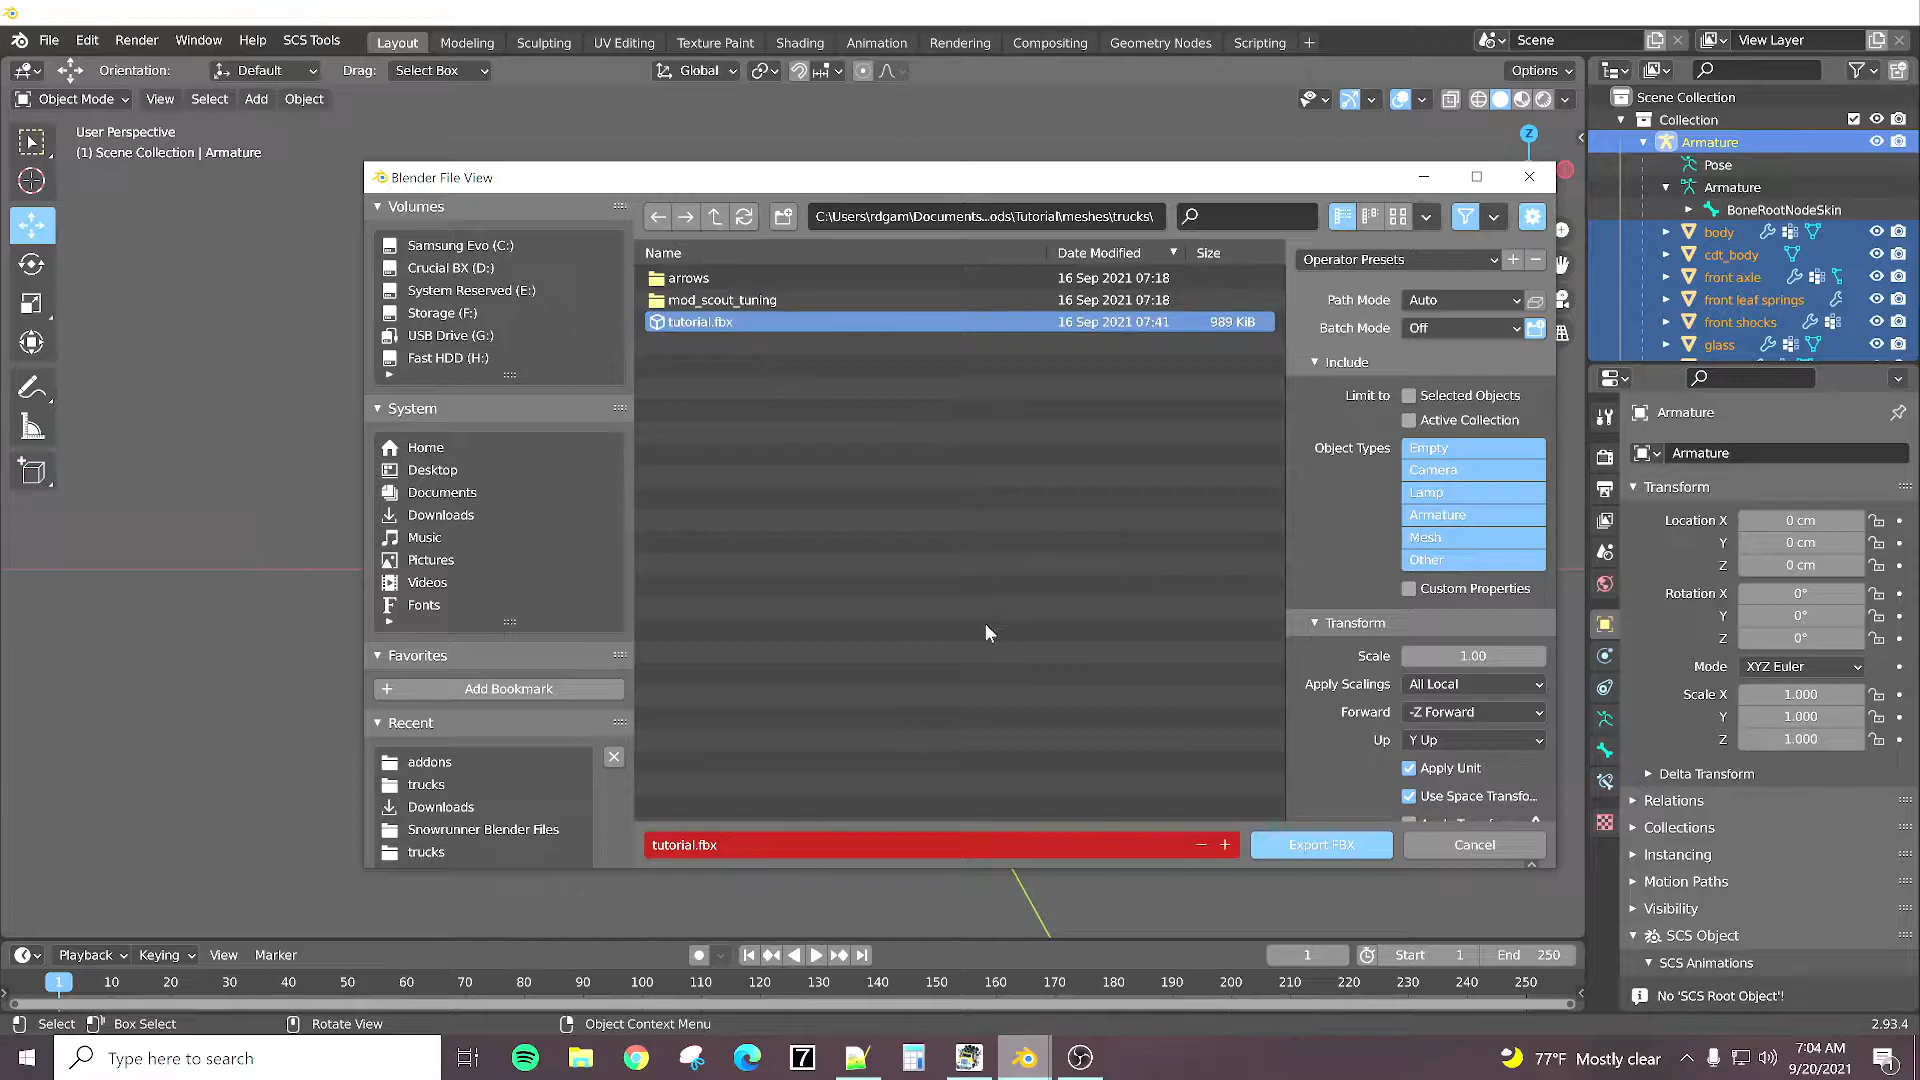 File Edit Render Window Help SCS Tools Layout Modeling Sculpting UV Editing Texture Paint Shading Animation Rendering Compositing Geometry Nodes Scripting + Scene View Layer
Orientation: Default Drag: Select Box Global Options
Object Mode View Select Add Object
User Perspective
(1) Scene Collection | Armature
Z
Scene Collection
Collection
Armature
Pose
Armature
BoneRootNodeSkin
body
cdt_body
front axle
front leaf springs
front shocks
glass
Blender File View
Volumes
Samsung Evo (C:)
Crucial BX (D:)
System Reserved (E:)
Storage (F:)
USB Drive (G:)
Fast HDD (H:)
System
Home
Desktop
Documents
Downloads
Music
Pictures
Videos
Fonts
Favorites
Add Bookmark
Recent
addons
trucks
Downloads
Snowrunner Blender Files
trucks
C:\Users\rdgam\Documents...ods\Tutorial\meshes\trucks\
Name Date Modified Size
arrows 16 Sep 2021 07:18
mod_scout_tuning 16 Sep 2021 07:18
tutorial.fbx 16 Sep 2021 07:41 989 KiB
Operator Presets
Path Mode Auto
Batch Mode Off
Include
Limit to Selected Objects
Active Collection
Object Types Empty
Camera
Lamp
Armature
Mesh
Other
Custom Properties
Transform
Scale 1.00
Apply Scalings All Local
Forward -Z Forward
Up Y Up
Apply Unit
Use Space Transfo...
tutorial.fbx
Export FBX Cancel
Armature
Armature
Transform
Location X 0 cm
Y 0 cm
Z 0 cm
Rotation X 0°
Y 0°
Z 0°
Mode XYZ Euler
Scale X 1.000
Y 1.000
Z 1.000
Delta Transform
Relations
Collections
Instancing
Motion Paths
Visibility
SCS Object
SCS Animations
No 'SCS Root Object'!
Playback Keying View Marker 1 Start 1 End 250
1 10 20 30 40 50 60 70 80 90 100 110 120 130 140 150 160 170 180 190 200 210 220 230 240 250
Select Box Select Rotate View Object Context Menu 2.93.4
Type here to search 7 77°F Mostly clear 7:04 AM
9/20/2021 1